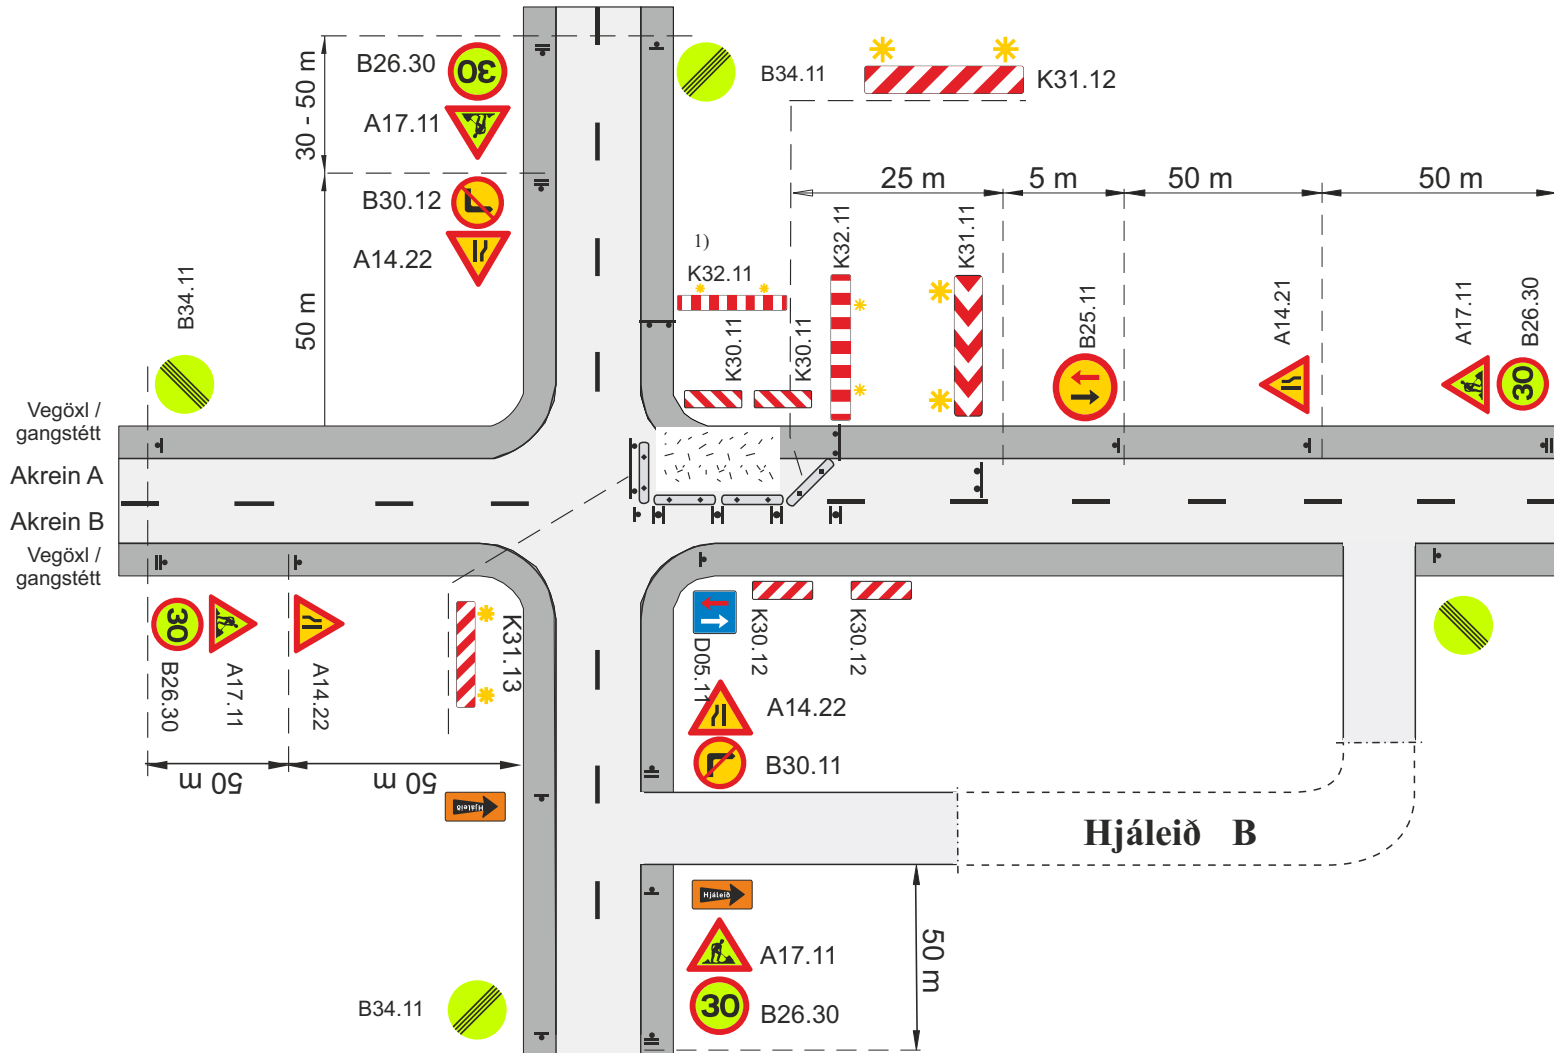 B26.30
30
A17.11
30 - 50 m
B30.12
A14.22
50 m
B34.11
K31.12
25 m
5 m
50 m
50 m
1)
K32.11
K30.11
K30.11
K32.11
K31.11
B25.11
A14.21
A17.11
B26.30
30
B34.11
Vegöxl /
gangstétt
Akrein A
Akrein B
Vegöxl /
gangstétt
30
B26.30
A17.11
A14.22
K31.13
50 m
50 m
D05.11
K30.12
K30.12
A14.22
B30.11
Hjáleið
Hjáleið B
Hjáleið
A17.11
30
B26.30
50 m
B34.11